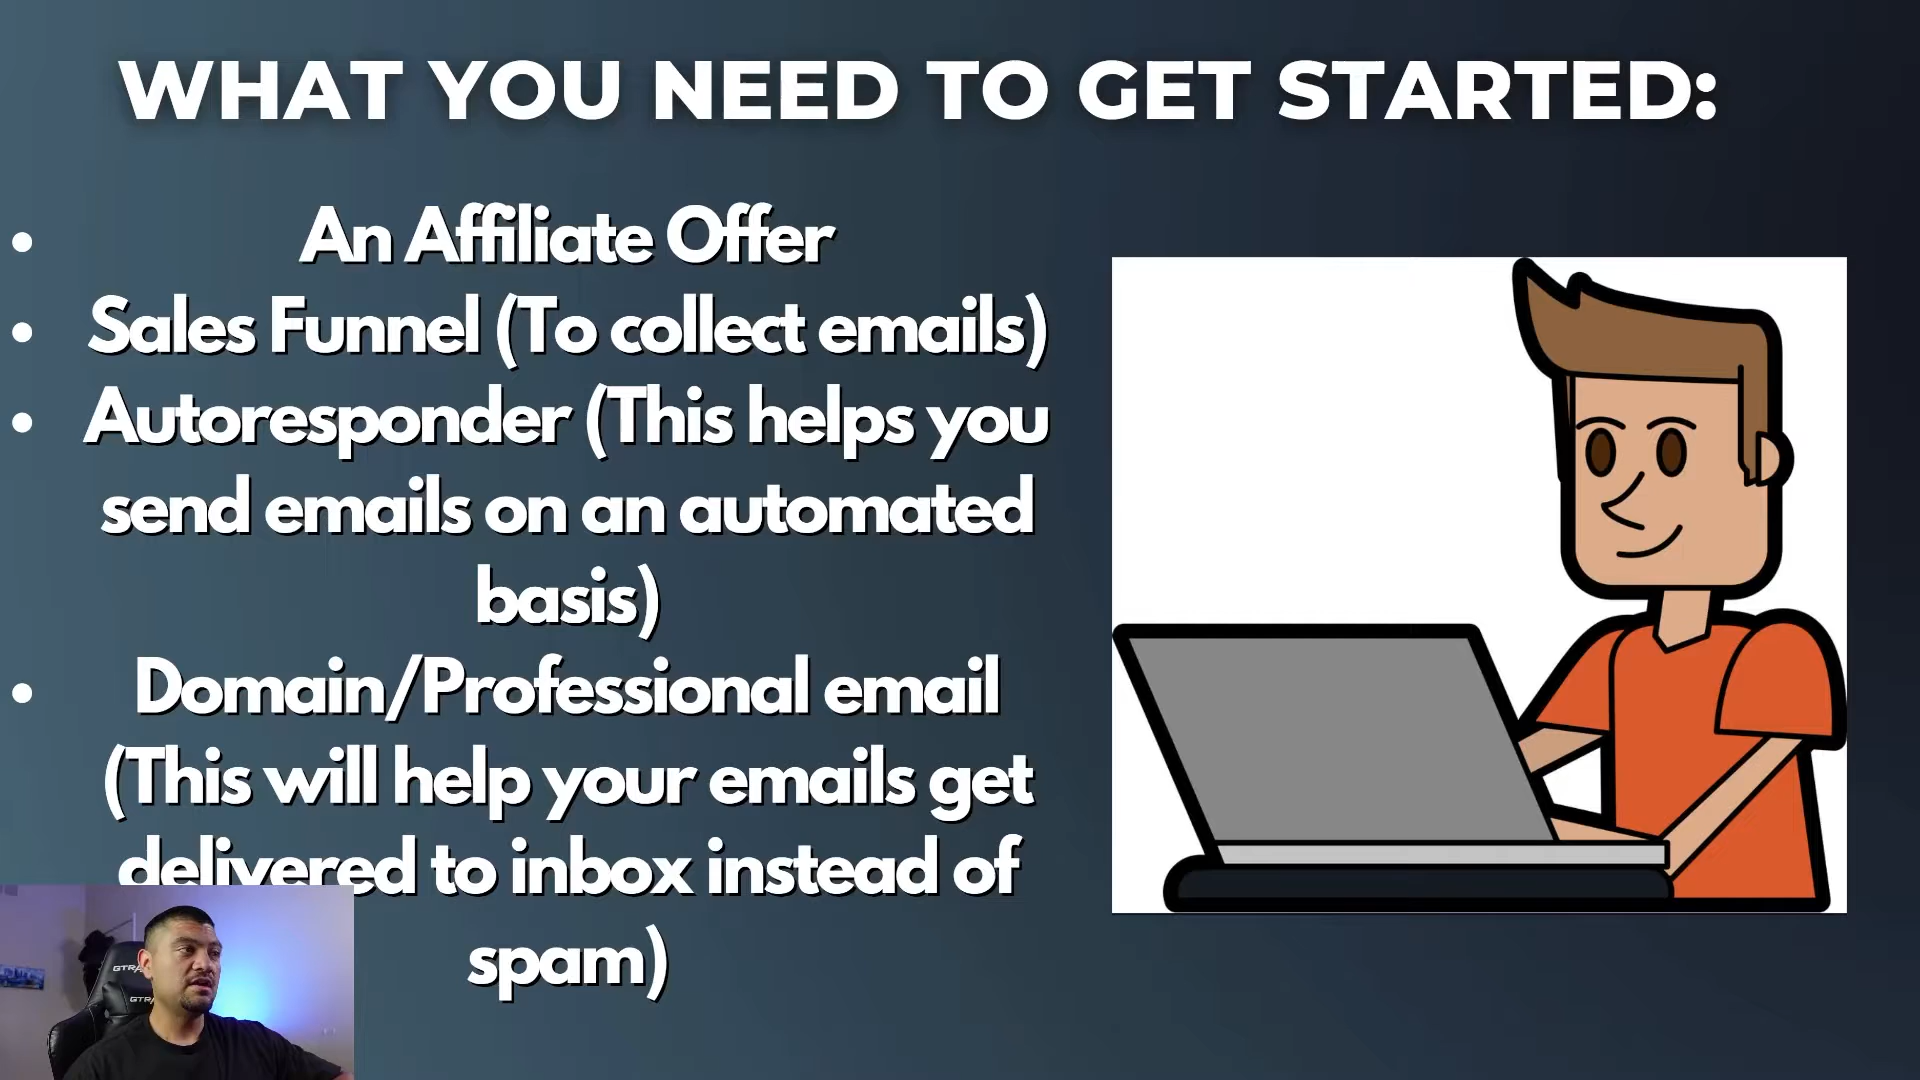 WHAT YOU NEED TO GET STARTED:
• An Affiliate Offer
• Sales Funnel (To collect emails)
• Autoresponder (This helps you
send emails on an automated
basis)
• Domain/Professional email
(This will help your emails get
delivered to inbox instead of
spam)